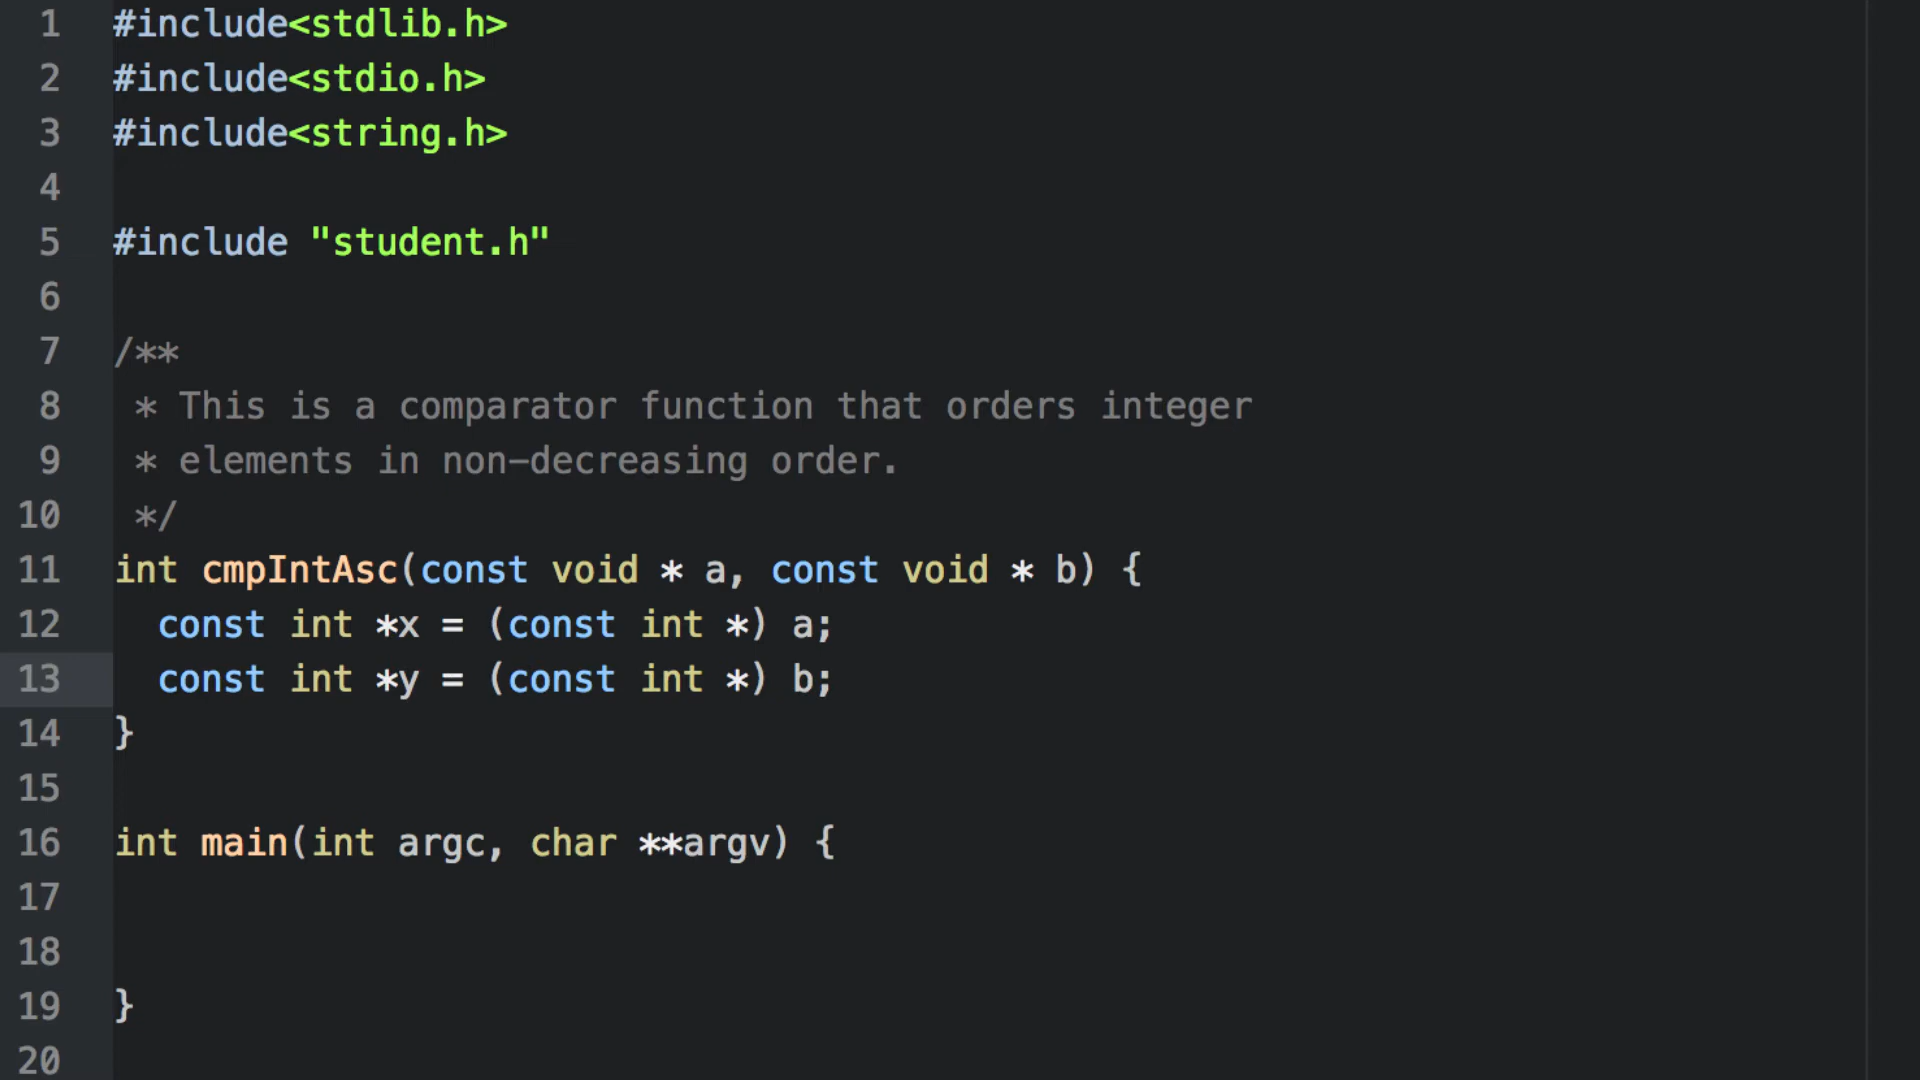 1 #include<stdlib.h>
2 #include<stdio.h>
3 #include<string.h>
4
5 #include "student.h"
6
7 /**
8  * This is a comparator function that orders integer
9  * elements in non-decreasing order.
10  */
11 int cmpIntAsc(const void * a, const void * b) {
12   const int *x = (const int *) a;
13   const int *y = (const int *) b;
14 }
15
16 int main(int argc, char **argv) {
17
18
19 }
20